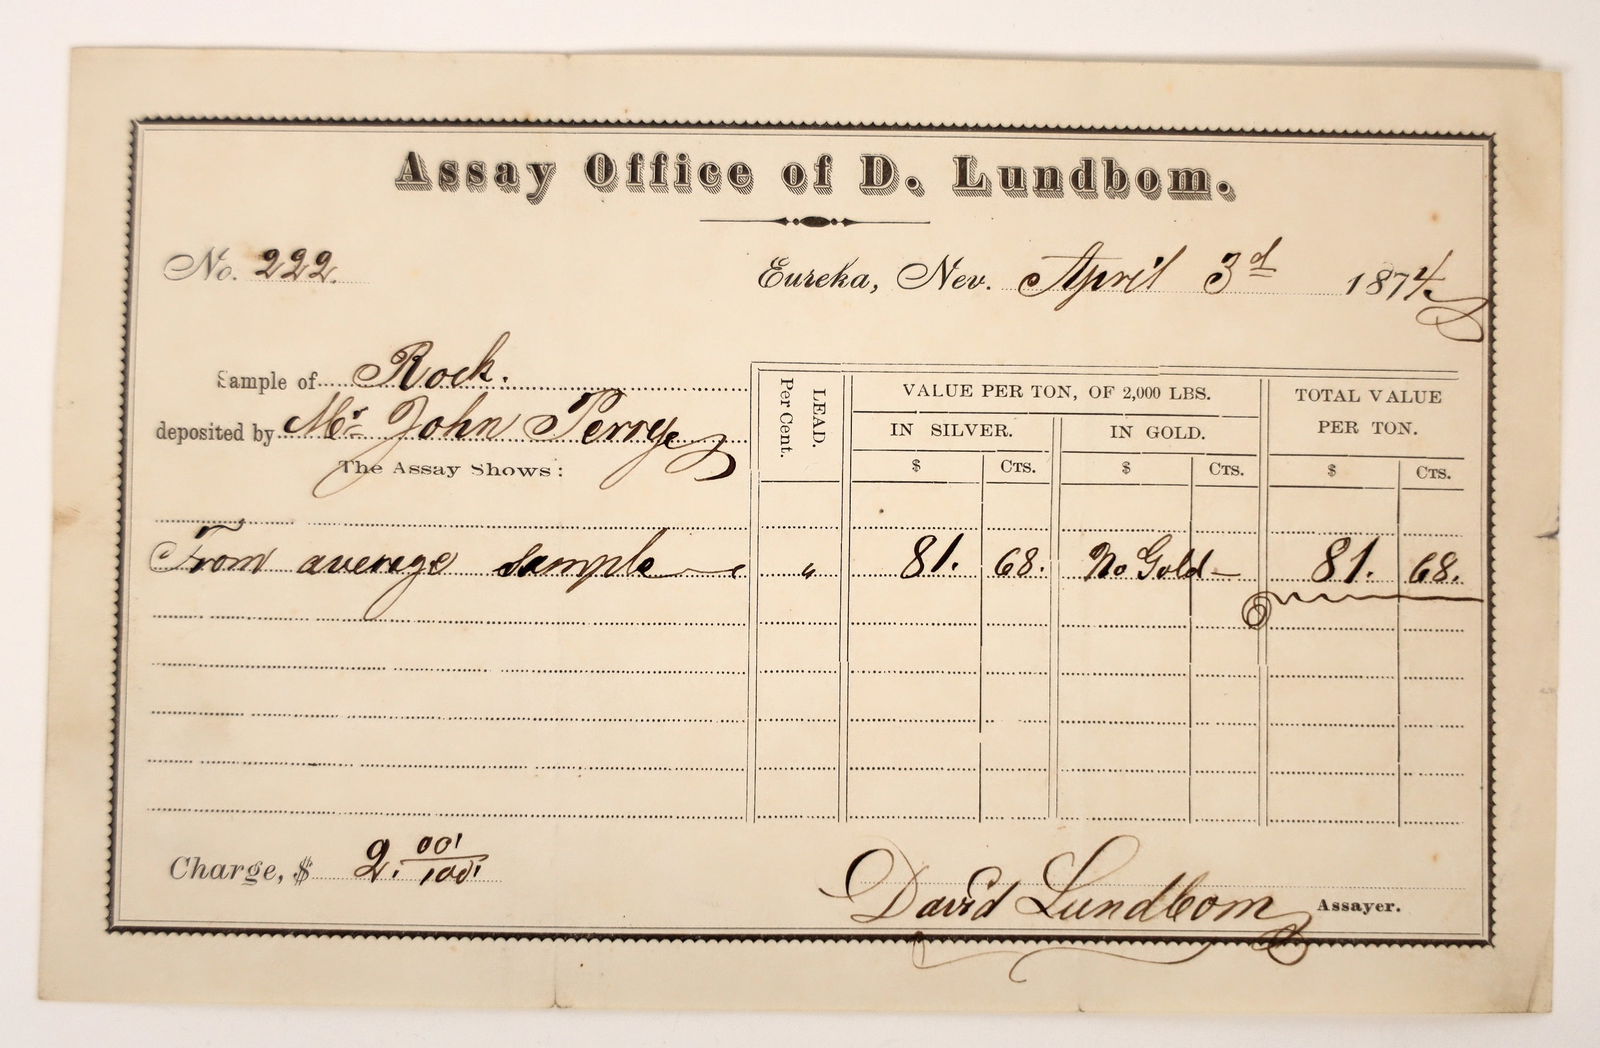 Assay Office of D. Lundbom.
No. 222.
Eureka, Nev. April 3d 1874
Sample of Rock.
deposited by Mr John Perry
The Assay Shows:
LEAD. Per Cent.
VALUE PER TON, OF 2,000 LBS.
TOTAL VALUE PER TON.
IN SILVER.
IN GOLD.
$ CTS. $ CTS. $ CTS.
From average sample " 81. 68. No Gold 81. 68.
Charge, $ 2. 00/100
David Lundbom Assayer.